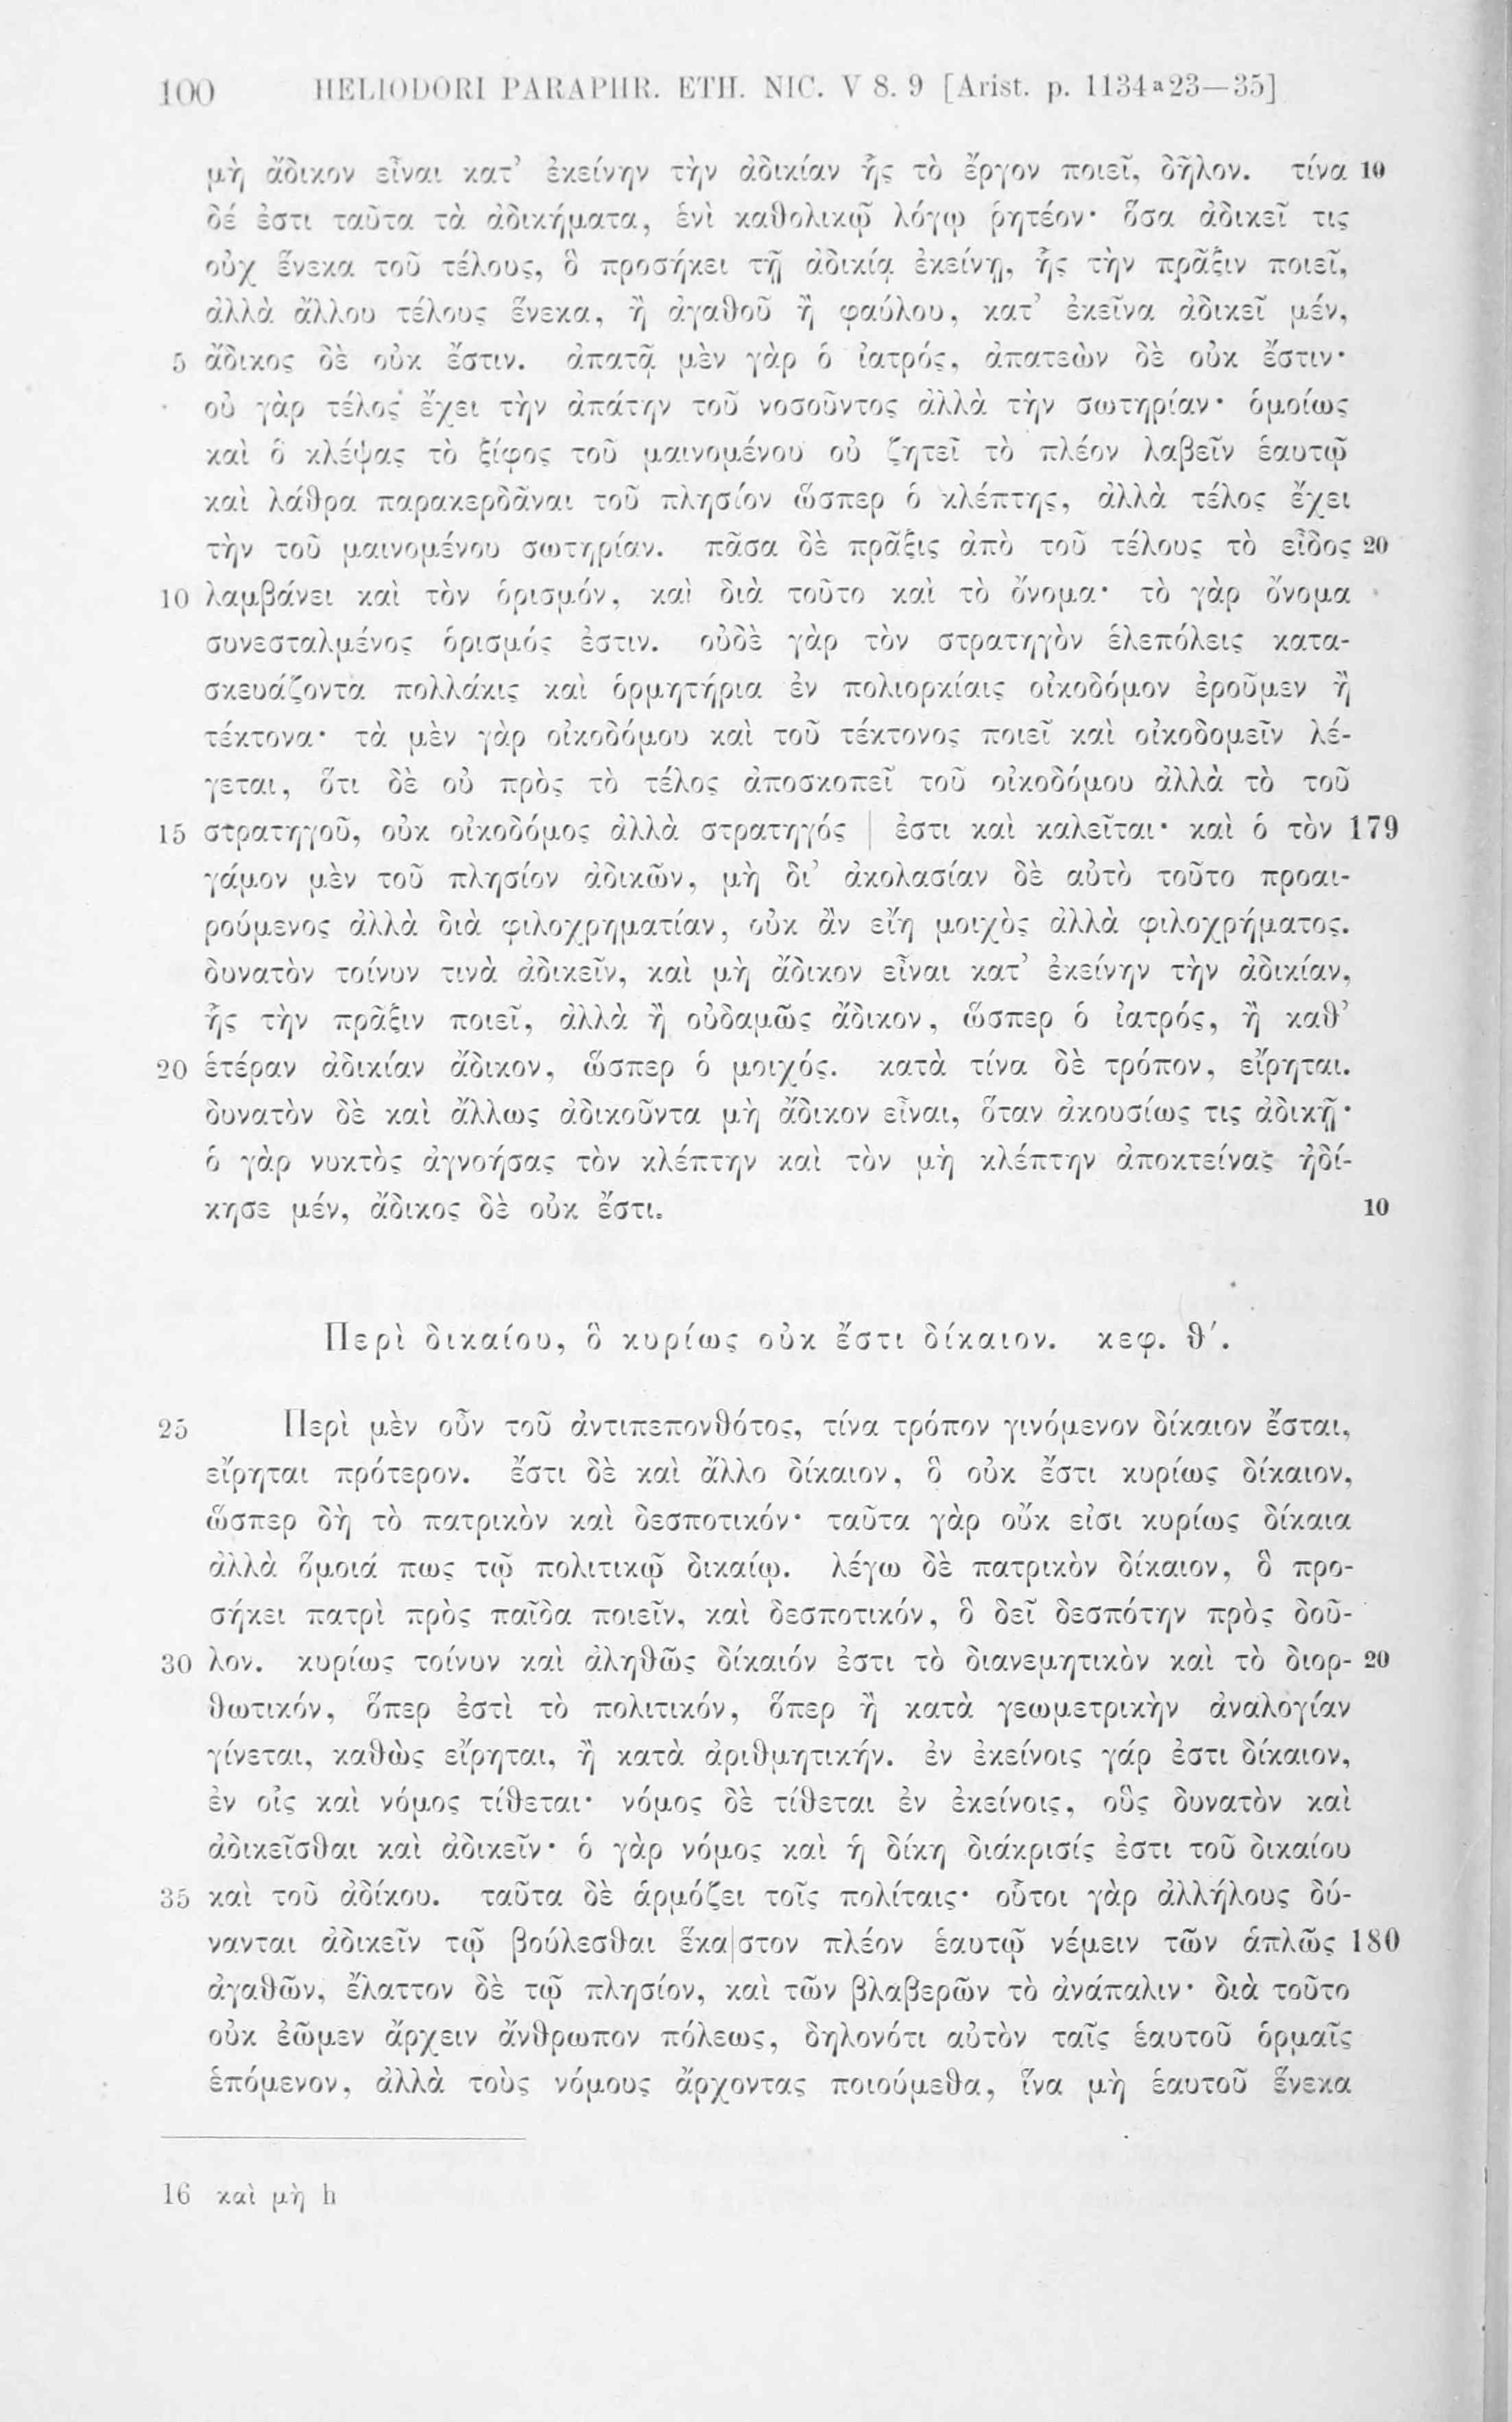 100 HELIODORI PARAPHR. ETH. NIC. V 8. 9 [Arist. p. 1134ª23—35]
μὴ ἄδικον εἶναι κατ’ ἐκείνην τὴν ἀδικίαν ἧς τὸ ἔργον ποιεῖ, δῆλον. τίνα 10
δέ ἐστι ταῦτα τὰ ἀδικήματα, ἑνὶ καθολικῷ λόγῳ ῥητέον· ὅσα ἀδικεῖ τις
οὐχ ἕνεκα τοῦ τέλους, ὃ προσήκει τῇ ἀδικίᾳ ἐκείνῃ, ἧς τὴν πρᾶξιν ποιεῖ,
ἀλλὰ ἄλλου τέλους ἕνεκα, ἢ ἀγαθοῦ ἢ φαύλου, κατ’ ἐκεῖνα ἀδικεῖ μέν,
5 ἄδικος δὲ οὐκ ἔστιν. ἀπατᾷ μὲν γὰρ ὁ ἰατρός, ἀπατεὼν δὲ οὐκ ἔστιν·
οὐ γὰρ τέλος ἔχει τὴν ἀπάτην τοῦ νοσοῦντος ἀλλὰ τὴν σωτηρίαν· ὁμοίως
καὶ ὁ κλέψας τὸ ξίφος τοῦ μαινομένου οὐ ζητεῖ τὸ πλέον λαβεῖν ἑαυτῷ
καὶ λάθρα παρακερδᾶναι τοῦ πλησίον ὥσπερ ὁ κλέπτης, ἀλλὰ τέλος ἔχει
τὴν τοῦ μαινομένου σωτηρίαν. πᾶσα δὲ πρᾶξις ἀπὸ τοῦ τέλους τὸ εἶδος 20
10 λαμβάνει καὶ τὸν ὁρισμόν, καὶ διὰ τοῦτο καὶ τὸ ὄνομα· τὸ γὰρ ὄνομα
συνεσταλμένος ὁρισμός ἐστιν. οὐδὲ γὰρ τὸν στρατηγὸν ἑλεπόλεις κατα-
σκευάζοντα πολλάκις καὶ ὁρμητήρια ἐν πολιορκίαις οἰκοδόμον ἐροῦμεν ἢ
τέκτονα· τὰ μὲν γὰρ οἰκοδόμου καὶ τοῦ τέκτονος ποιεῖ καὶ οἰκοδομεῖν λέ-
γεται, ὅτι δὲ οὐ πρὸς τὸ τέλος ἀποσκοπεῖ τοῦ οἰκοδόμου ἀλλὰ τὸ τοῦ
15 στρατηγοῦ, οὐκ οἰκοδόμος ἀλλὰ στρατηγός | ἐστι καὶ καλεῖται· καὶ ὁ τὸν 179
γάμον μὲν τοῦ πλησίον ἀδικῶν, μὴ δι’ ἀκολασίαν δὲ αὐτὸ τοῦτο προαι-
ρούμενος ἀλλὰ διὰ φιλοχρηματίαν, οὐκ ἂν εἴη μοιχὸς ἀλλὰ φιλοχρήματος.
δυνατὸν τοίνυν τινὰ ἀδικεῖν, καὶ μὴ ἄδικον εἶναι κατ’ ἐκείνην τὴν ἀδικίαν,
ἧς τὴν πρᾶξιν ποιεῖ, ἀλλὰ ἢ οὐδαμῶς ἄδικον, ὥσπερ ὁ ἰατρός, ἢ καθ’
20 ἑτέραν ἀδικίαν ἄδικον, ὥσπερ ὁ μοιχός. κατὰ τίνα δὲ τρόπον, εἴρηται.
δυνατὸν δὲ καὶ ἄλλως ἀδικοῦντα μὴ ἄδικον εἶναι, ὅταν ἀκουσίως τις ἀδικῇ·
ὁ γὰρ νυκτὸς ἀγνοήσας τὸν κλέπτην καὶ τὸν μὴ κλέπτην ἀποκτείνας ἠδί-
κησε μέν, ἄδικος δὲ οὐκ ἔστι. 10
Περὶ δικαίου, ὃ κυρίως οὐκ ἔστι δίκαιον. κεφ. θ′.
25 Περὶ μὲν οὖν τοῦ ἀντιπεπονθότος, τίνα τρόπον γινόμενον δίκαιον ἔσται,
εἴρηται πρότερον. ἔστι δὲ καὶ ἄλλο δίκαιον, ὃ οὐκ ἔστι κυρίως δίκαιον,
ὥσπερ δὴ τὸ πατρικὸν καὶ δεσποτικόν· ταῦτα γὰρ οὔκ εἰσι κυρίως δίκαια
ἀλλὰ ὅμοιά πως τῷ πολιτικῷ δικαίῳ. λέγω δὲ πατρικὸν δίκαιον, ὃ προ-
σήκει πατρὶ πρὸς παῖδα ποιεῖν, καὶ δεσποτικόν, ὃ δεῖ δεσπότην πρὸς δοῦ-
30 λον. κυρίως τοίνυν καὶ ἀληθῶς δίκαιόν ἐστι τὸ διανεμητικὸν καὶ τὸ διορ- 20
θωτικόν, ὅπερ ἐστὶ τὸ πολιτικόν, ὅπερ ἢ κατὰ γεωμετρικὴν ἀναλογίαν
γίνεται, καθὼς εἴρηται, ἢ κατὰ ἀριθμητικήν. ἐν ἐκείνοις γάρ ἐστι δίκαιον,
ἐν οἷς καὶ νόμος τίθεται· νόμος δὲ τίθεται ἐν ἐκείνοις, οὓς δυνατὸν καὶ
ἀδικεῖσθαι καὶ ἀδικεῖν· ὁ γὰρ νόμος καὶ ἡ δίκη διάκρισίς ἐστι τοῦ δικαίου
35 καὶ τοῦ ἀδίκου. ταῦτα δὲ ἁρμόζει τοῖς πολίταις· οὗτοι γὰρ ἀλλήλους δύ-
νανται ἀδικεῖν τῷ βούλεσθαι ἕκα|στον πλέον ἑαυτῷ νέμειν τῶν ἁπλῶς 180
ἀγαθῶν, ἔλαττον δὲ τῷ πλησίον, καὶ τῶν βλαβερῶν τὸ ἀνάπαλιν· διὰ τοῦτο
οὐκ ἐῶμεν ἄρχειν ἄνθρωπον πόλεως, δηλονότι αὐτὸν ταῖς ἑαυτοῦ ὁρμαῖς
ἑπόμενον, ἀλλὰ τοὺς νόμους ἄρχοντας ποιούμεθα, ἵνα μὴ ἑαυτοῦ ἕνεκα
16 καὶ μὴ h